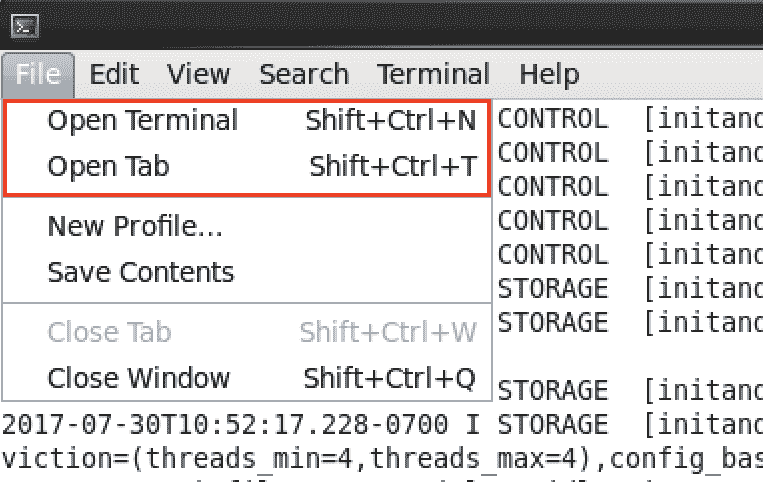 File Edit View Search Terminal Help
Open Terminal Shift+Ctrl+N CONTROL [initand
Open Tab Shift+Ctrl+T CONTROL [initand
CONTROL [initand
New Profile... CONTROL [initand
CONTROL [initand
Save Contents STORAGE [initand
Close Tab Shift+Ctrl+W STORAGE [initand
Close Window Shift+Ctrl+Q STORAGE [initand
2017-07-30T10:52:17.228-0700 I STORAGE [initand
viction=(threads_min=4,threads_max=4),config_bas